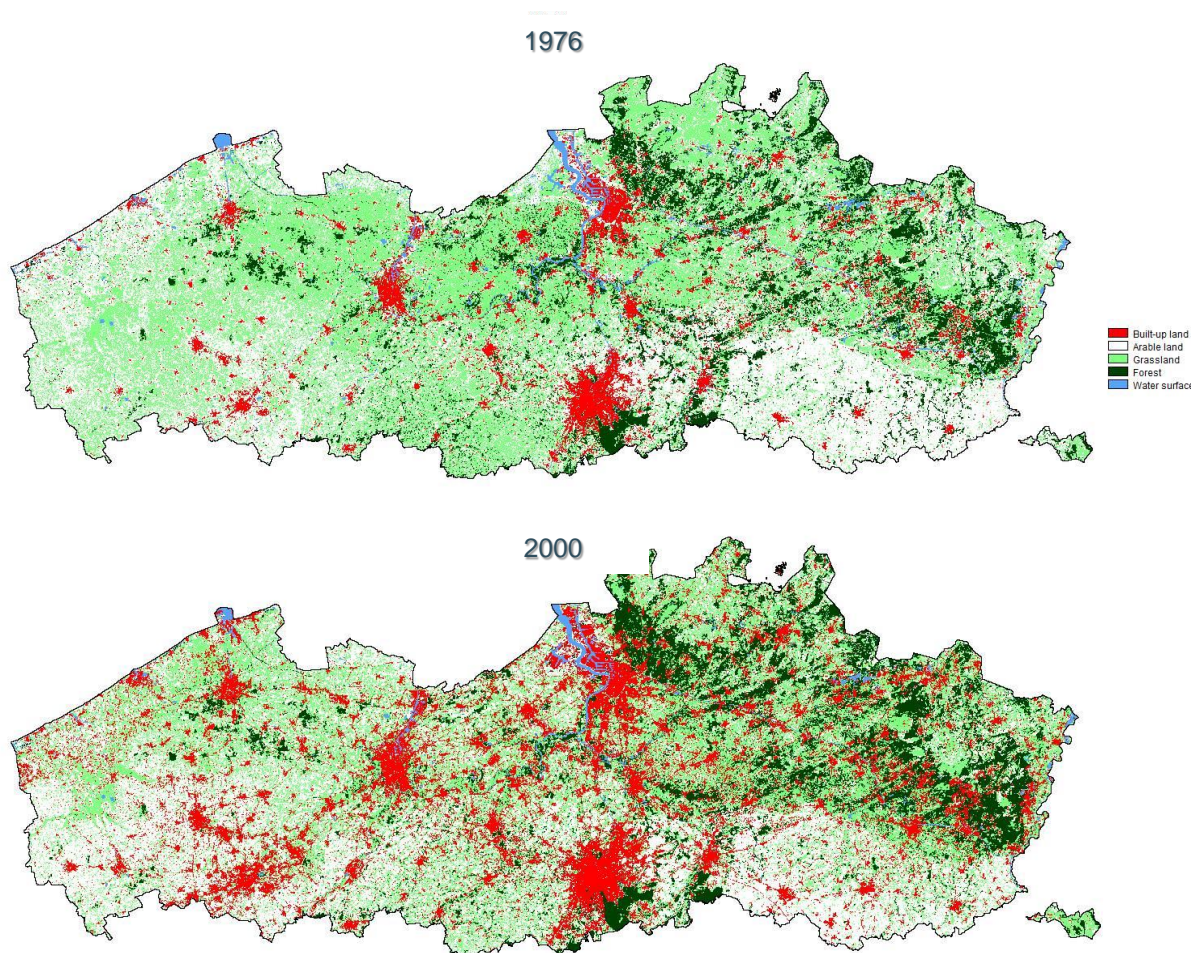 1976
Built-up land
Arable land
Grassland
Forest
Water surface
2000